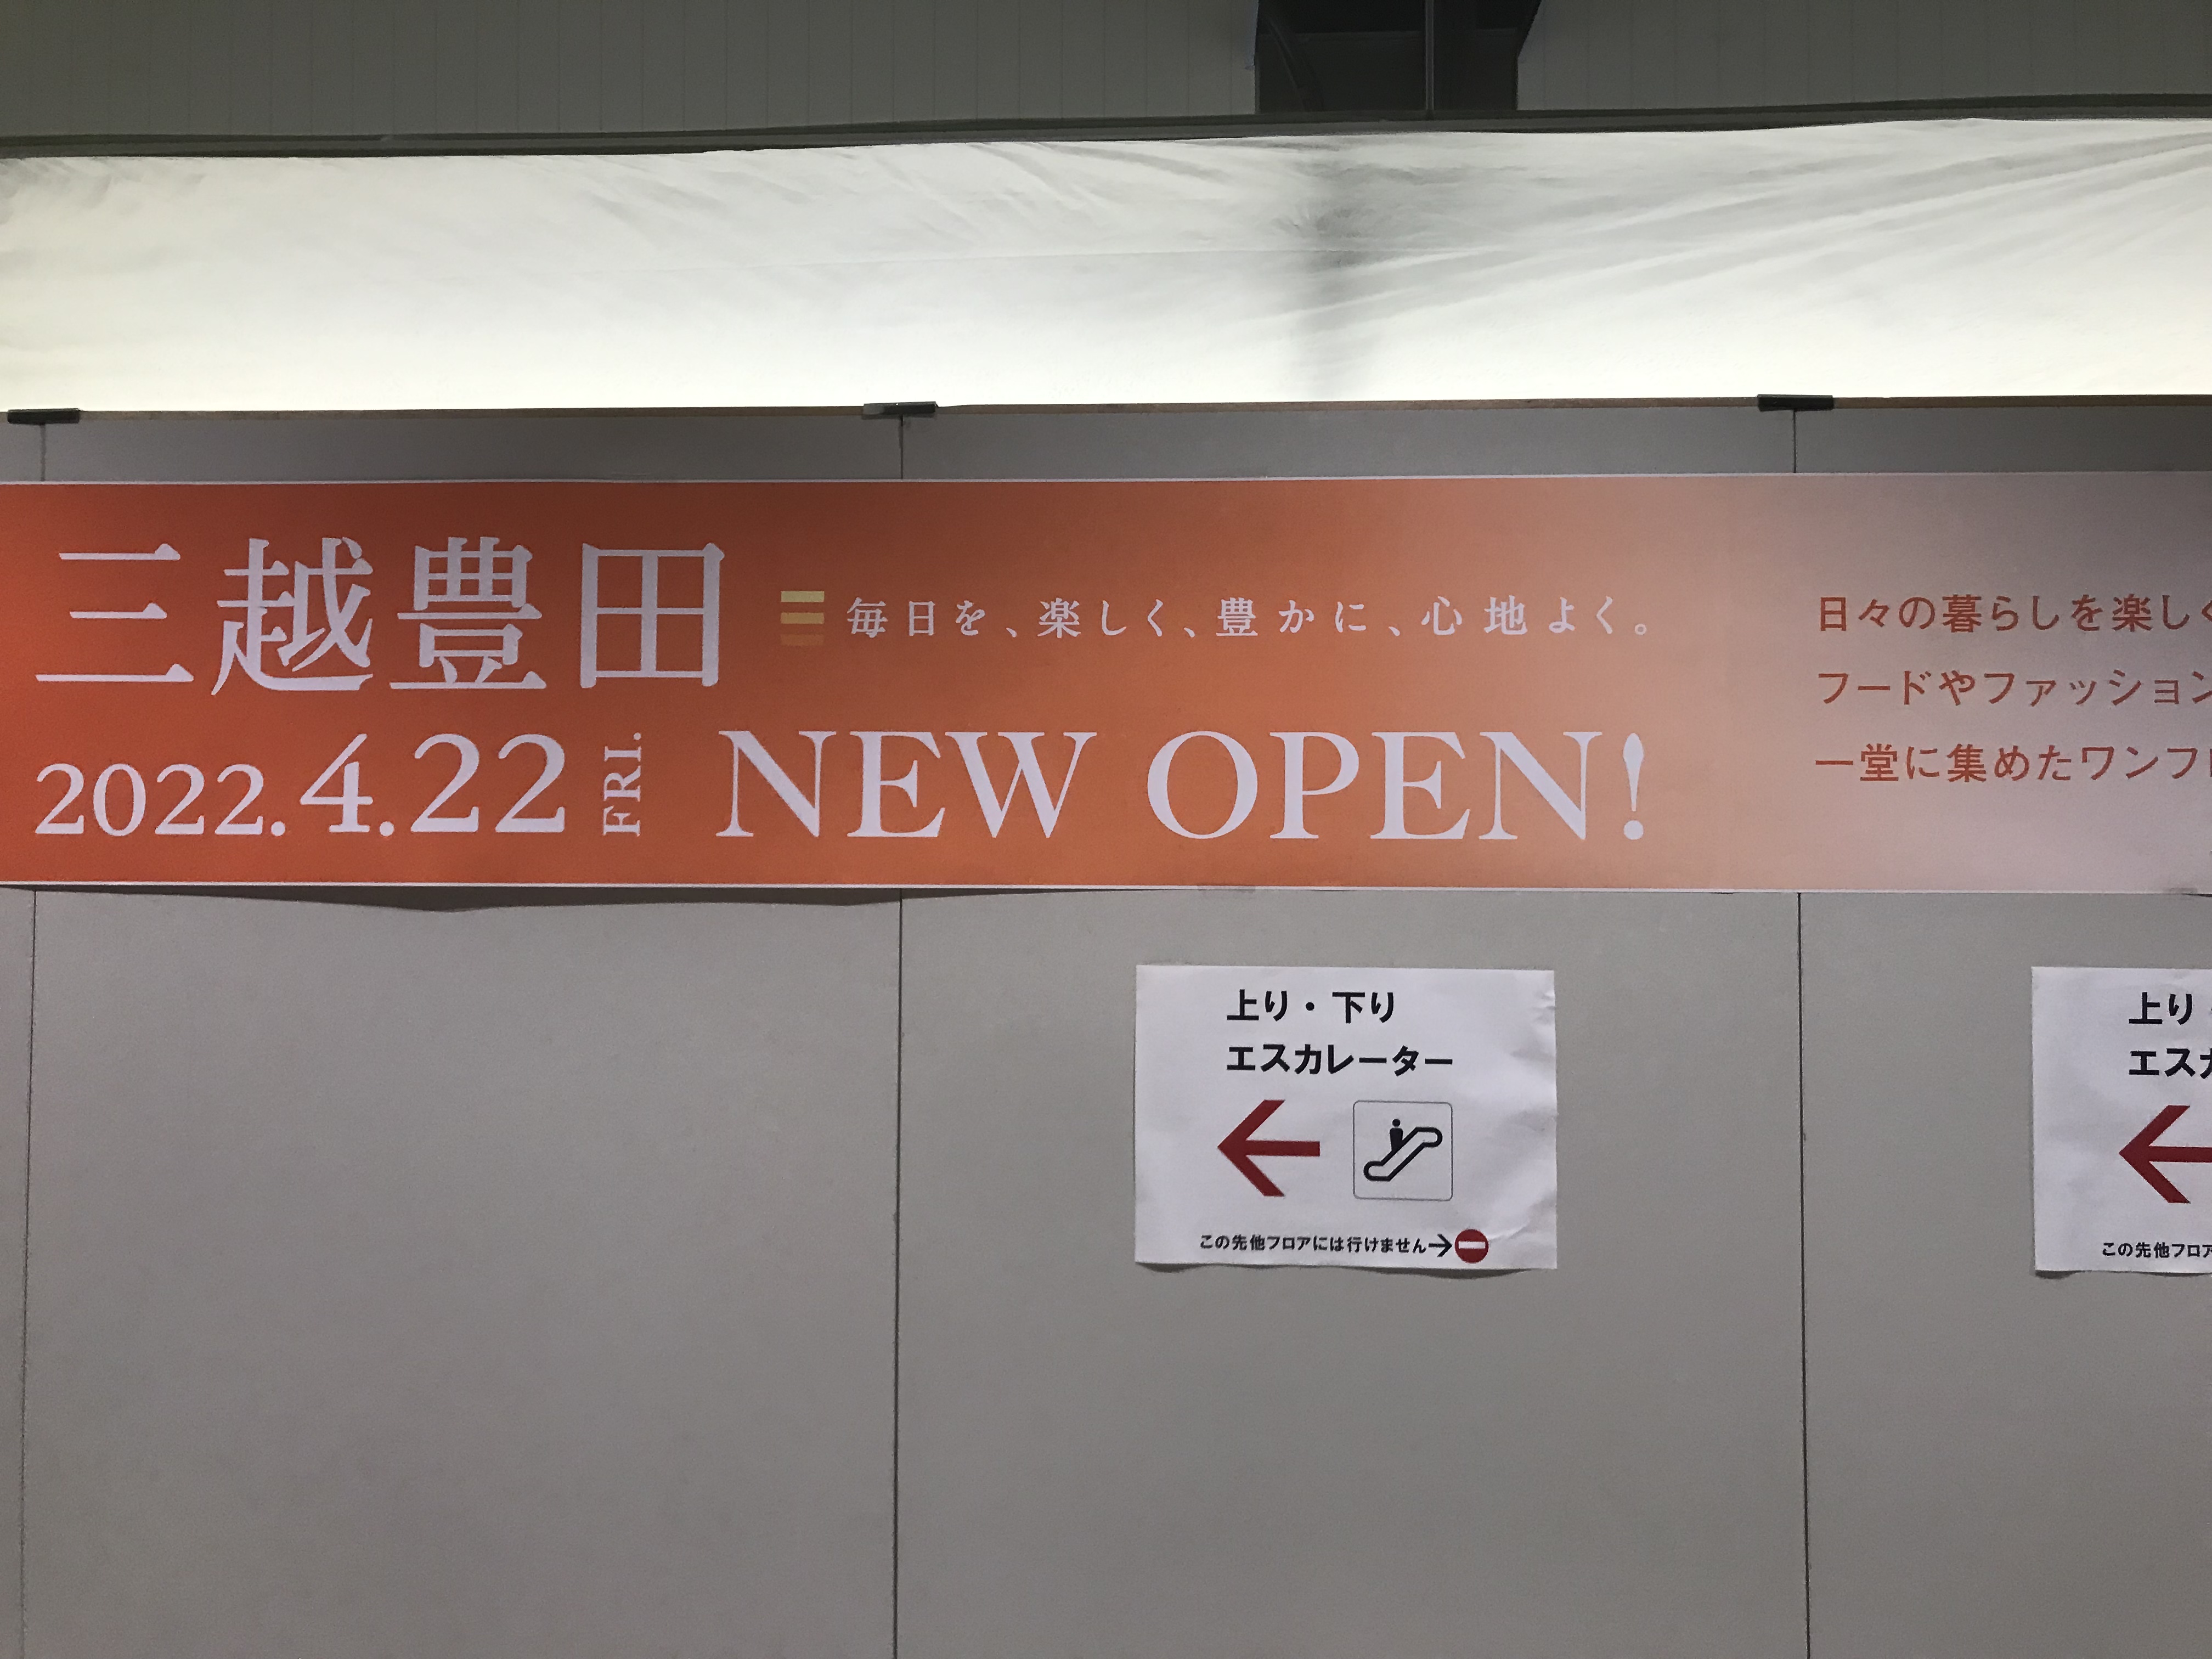 三越豊田
毎日を、楽しく、豊かに、心地よく。
2022.4.22 FRI. NEW OPEN!
日々の暮らしを楽しく
フードやファッション
一堂に集めたワンフ
上り・下り
エスカレーター
この先他フロアには行けません→
上り
エスカ
この先他フロア